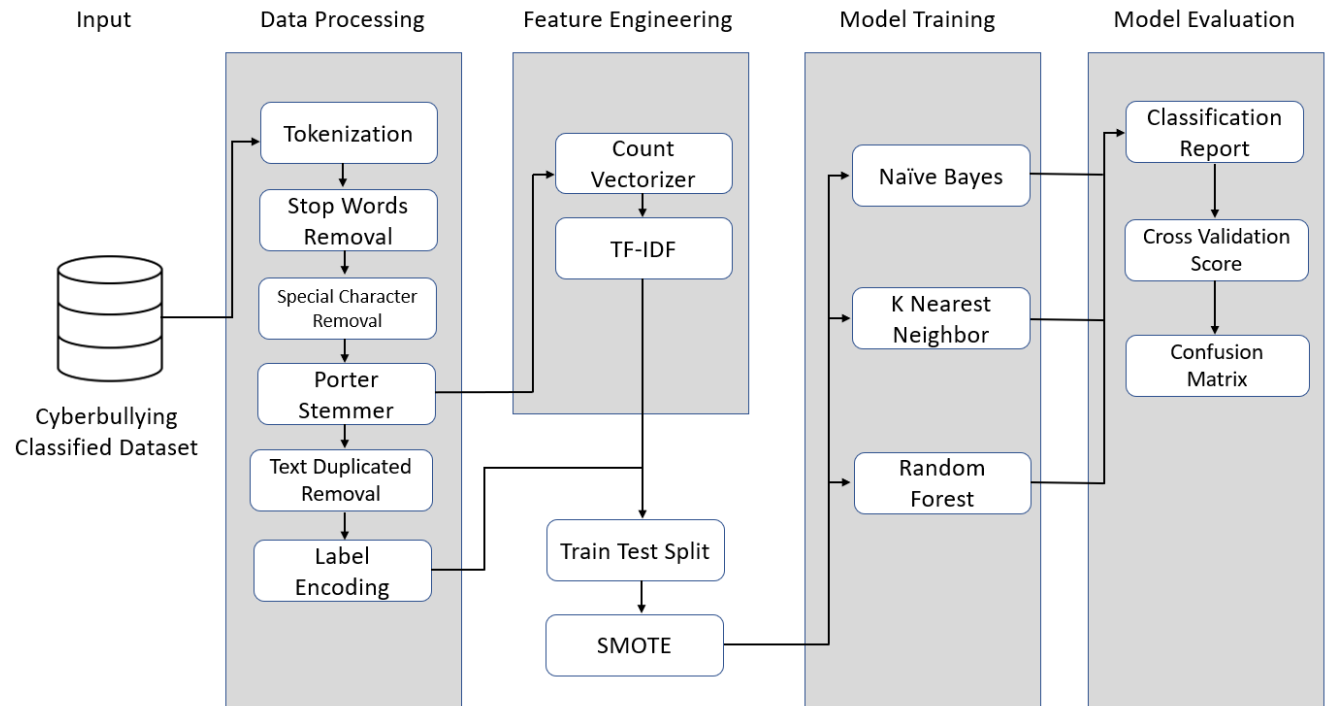 Input
Data Processing
Feature Engineering
Model Training
Model Evaluation
Cyberbullying
Classified Dataset
Tokenization
Stop Words
Removal
Special Character
Removal
Porter
Stemmer
Text Duplicated
Removal
Label
Encoding
Count
Vectorizer
TF-IDF
Train Test Split
SMOTE
Naïve Bayes
K Nearest
Neighbor
Random
Forest
Classification
Report
Cross Validation
Score
Confusion
Matrix